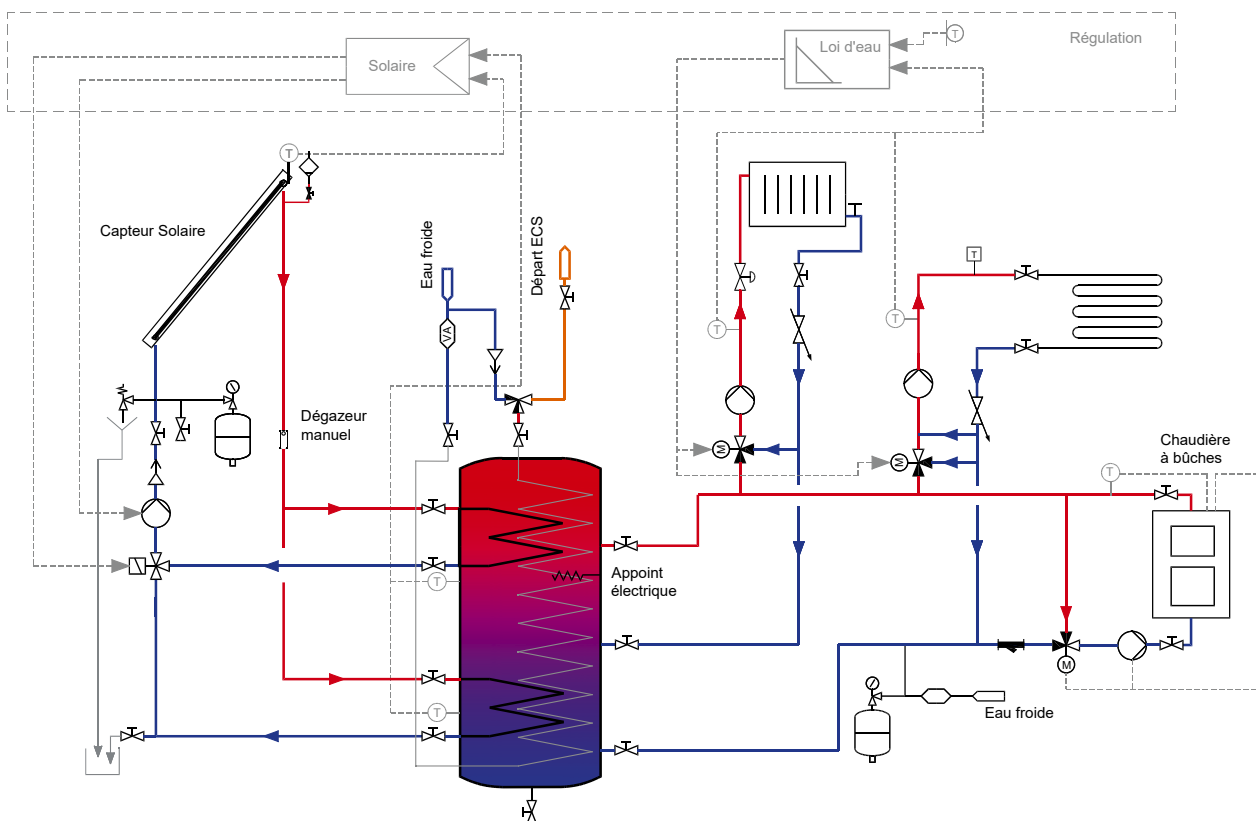 Solaire
Loi d'eau
T
Régulation
T
Capteur Solaire
Eau froide
Départ ECS
VA
T
T
T
Dégazeur
manuel
M
M
Chaudière
à bûches
T
T
Appoint
électrique
M
T
Eau froide